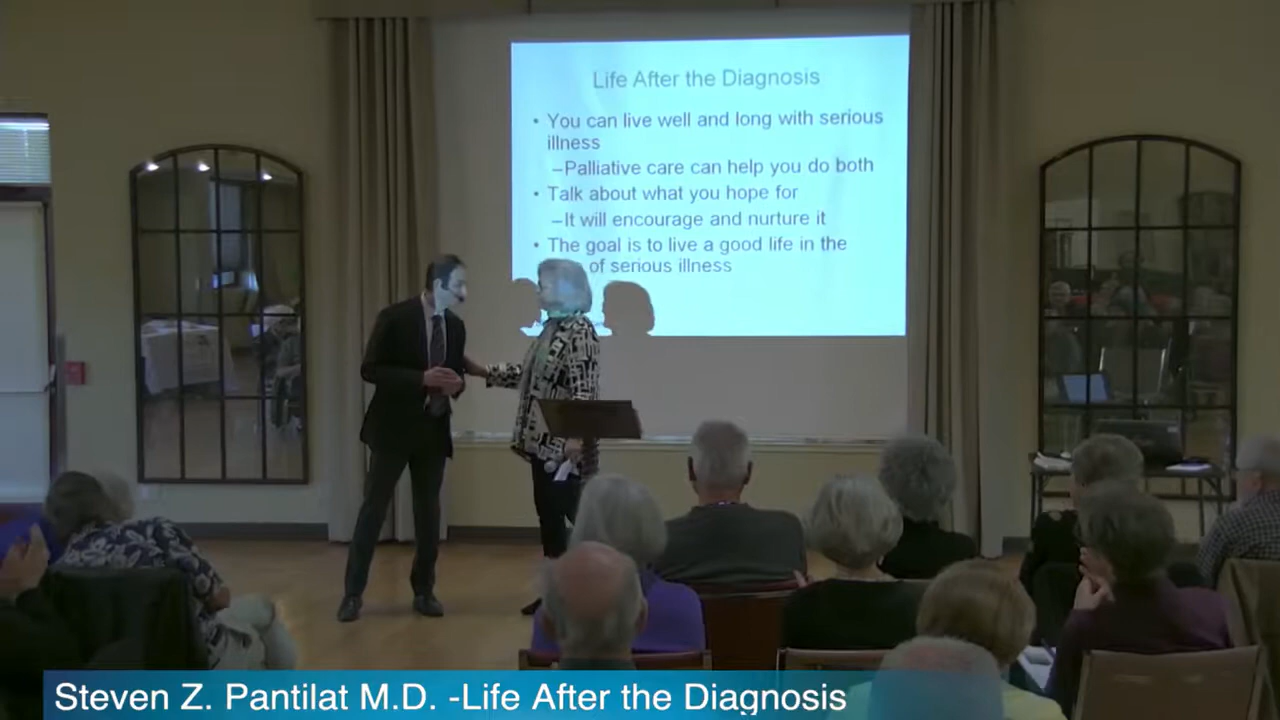 Life After the Diagnosis
• You can live well and long with serious
illness
–Palliative care can help you do both
• Talk about what you hope for
–It will encourage and nurture it
• The goal is to live a good life in the
of serious illness
Steven Z. Pantilat M.D. -Life After the Diagnosis